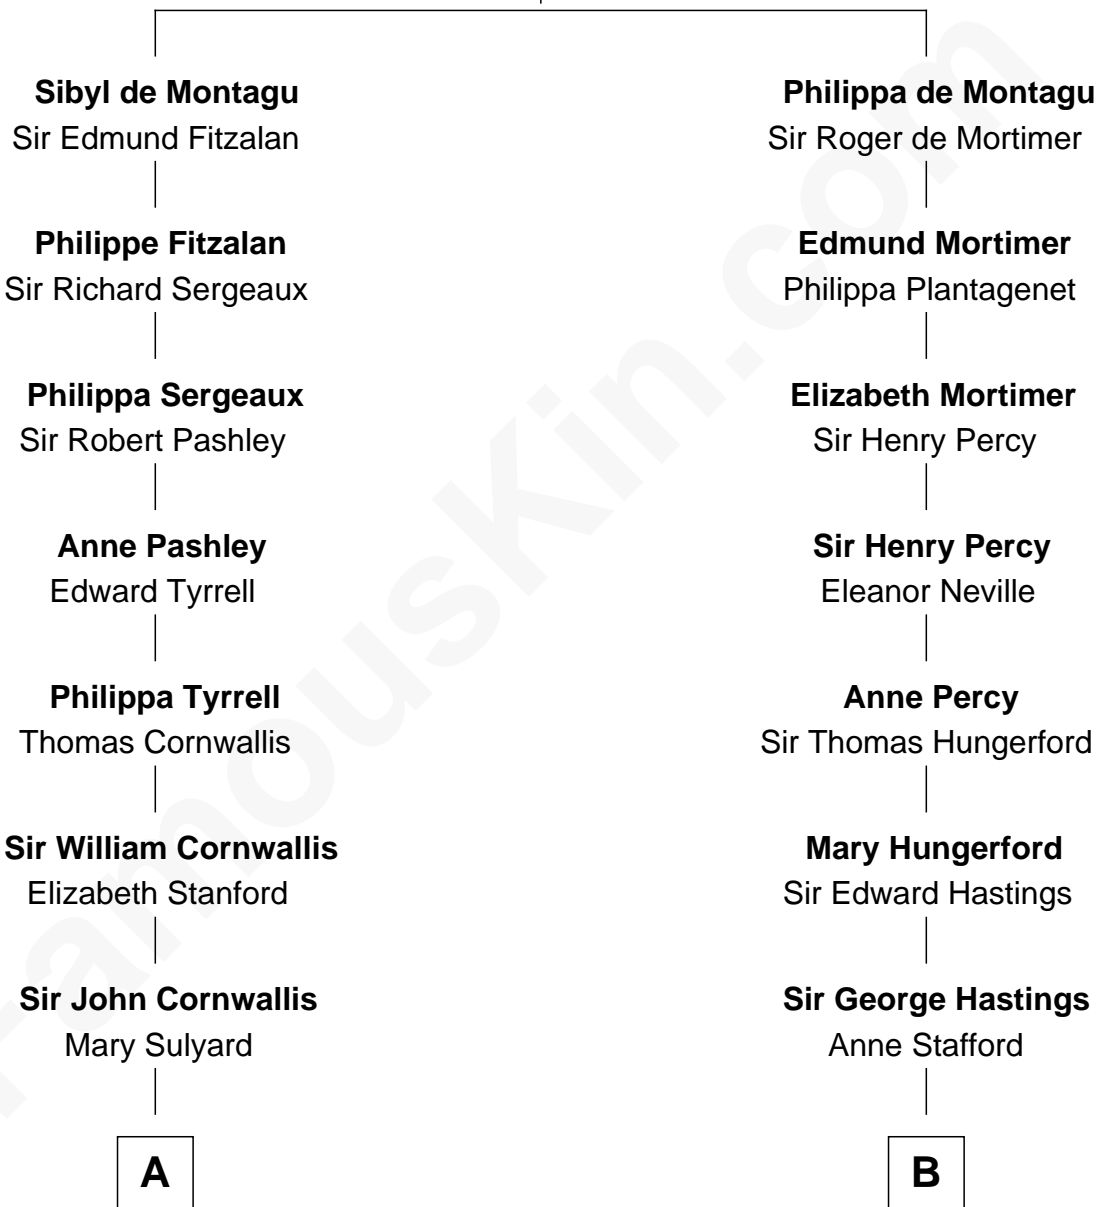 Sibyl de Montagu
Sir Edmund Fitzalan
Philippe Fitzalan
Sir Richard Sergeaux
Philippa Sergeaux
Sir Robert Pashley
Anne Pashley
Edward Tyrrell
Philippa Tyrrell
Thomas Cornwallis
Sir William Cornwallis
Elizabeth Stanford
Sir John Cornwallis
Mary Sulyard
A
Philippa de Montagu
Sir Roger de Mortimer
Edmund Mortimer
Philippa Plantagenet
Elizabeth Mortimer
Sir Henry Percy
Sir Henry Percy
Eleanor Neville
Anne Percy
Sir Thomas Hungerford
Mary Hungerford
Sir Edward Hastings
Sir George Hastings
Anne Stafford
B
FamousKin.com